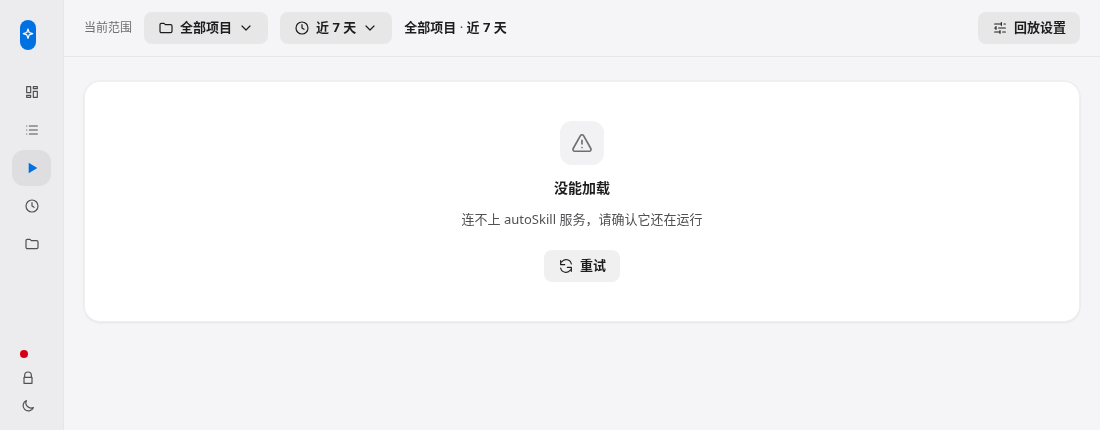 当前范围
全部项目
近 7 天
全部项目 · 近 7 天
回放设置
没能加载
连不上 autoSkill 服务，请确认它还在运行
重试